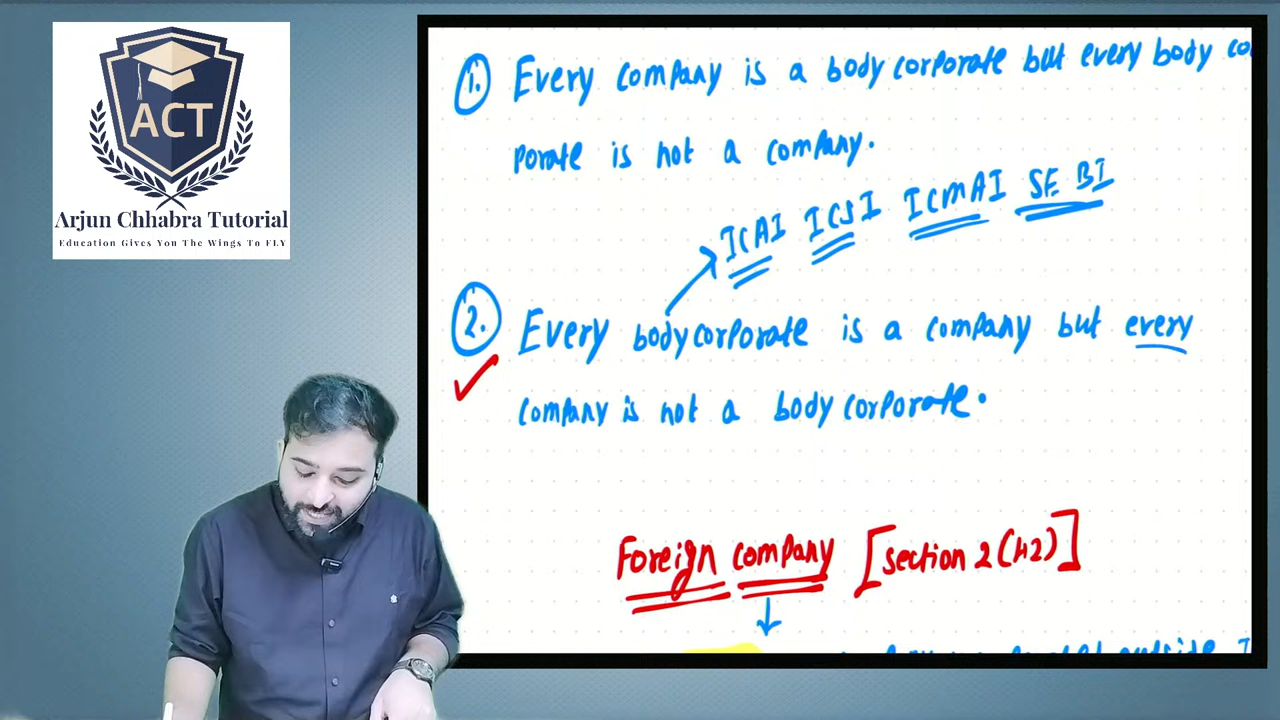 ACT
Arjun Chhabra Tutorial
Education Gives You The Wings To FLY
1. Every company is a body corporate but every body co
porate is not a company.
ICAI ICSI ICMAI SEBI
2. Every body corporate is a company but every
company is not a body corporate.
Foreign company [section 2(42)]
outside